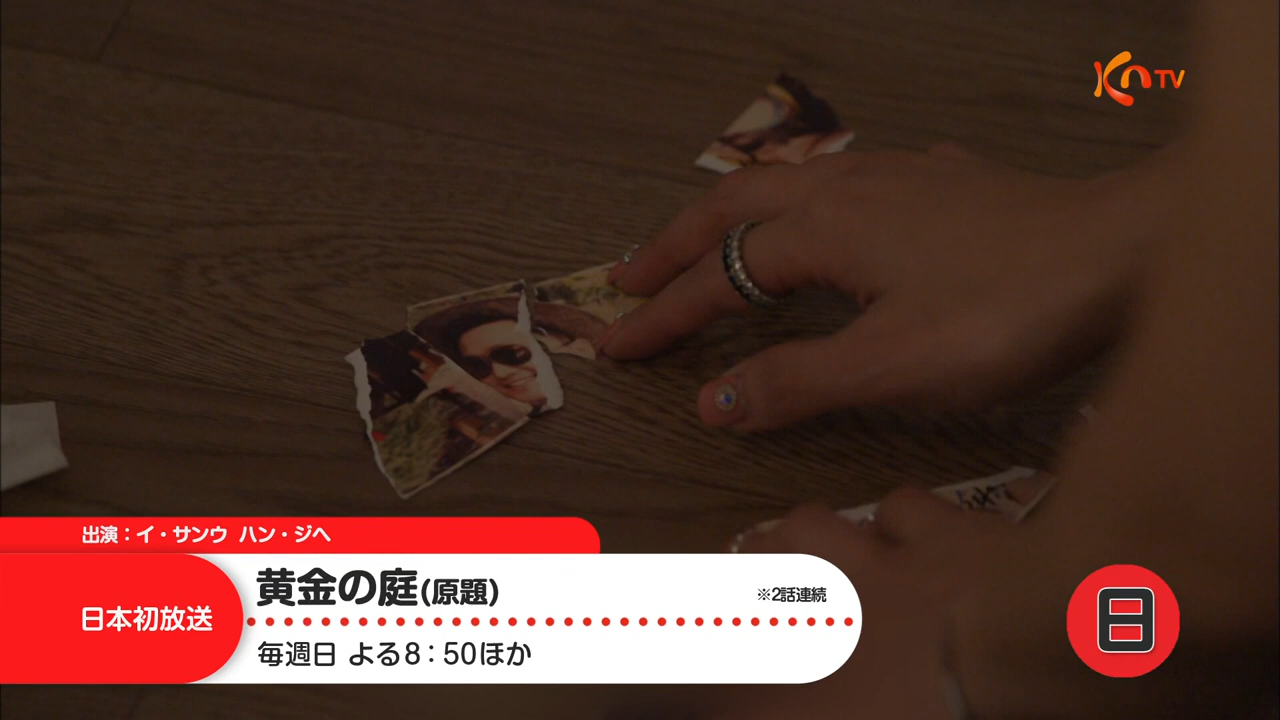 KnTV
出演：イ・サンウ ハン・ジヘ
日本初放送
黄金の庭(原題)
※2話連続
毎週日 よる8：50ほか
日